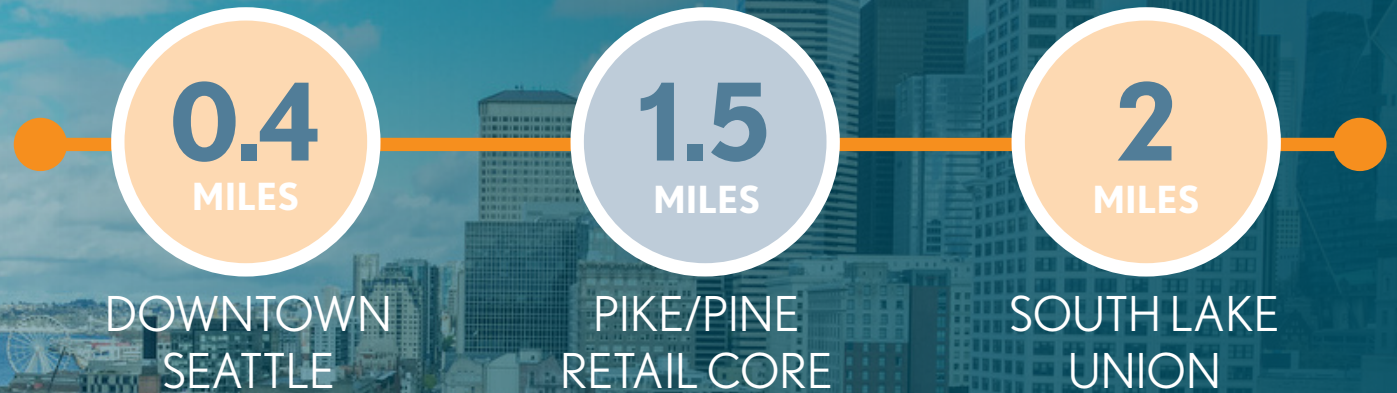 0.4
MILES
DOWNTOWN
SEATTLE
1.5
MILES
PIKE/PINE
RETAIL CORE
2
MILES
SOUTH LAKE
UNION